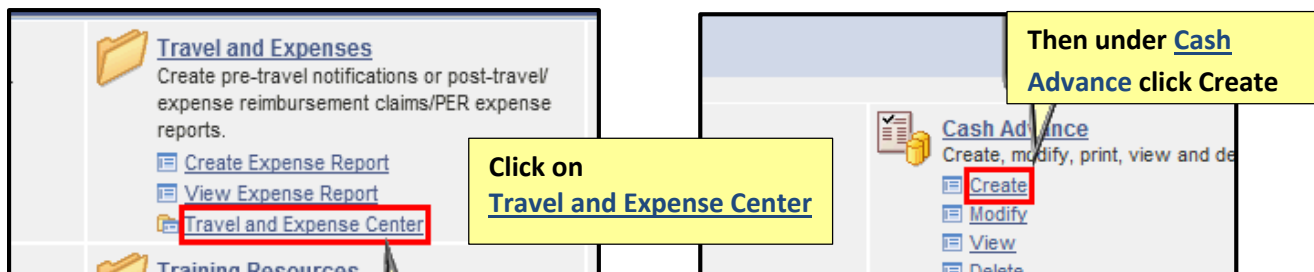 Travel and Expenses
Create pre-travel notifications or post-travel/
expense reimbursement claims/PER expense
reports.
Create Expense Report
View Expense Report
Travel and Expense Center
Training Resources
Click on
Travel and Expense Center
Then under Cash
Advance click Create
Cash Advance
Create, modify, print, view and de
Create
Modify
View
Delete